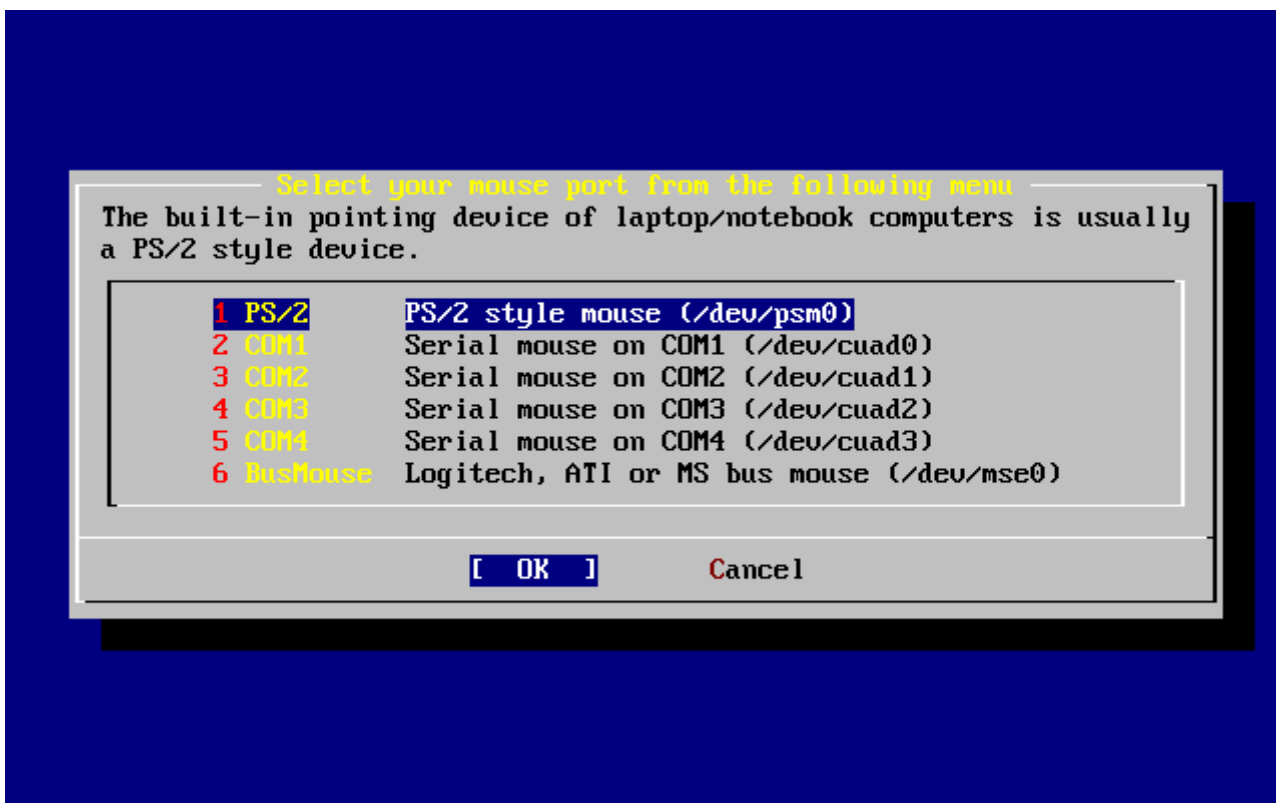 Select your mouse port from the following menu
The built-in pointing device of laptop/notebook computers is usually
a PS/2 style device.
1 PS/2 PS/2 style mouse (/dev/psm0)
2 COM1 Serial mouse on COM1 (/dev/cuad0)
3 COM2 Serial mouse on COM2 (/dev/cuad1)
4 COM3 Serial mouse on COM3 (/dev/cuad2)
5 COM4 Serial mouse on COM4 (/dev/cuad3)
6 BusMouse Logitech, ATI or MS bus mouse (/dev/mse0)
[ OK ] Cancel